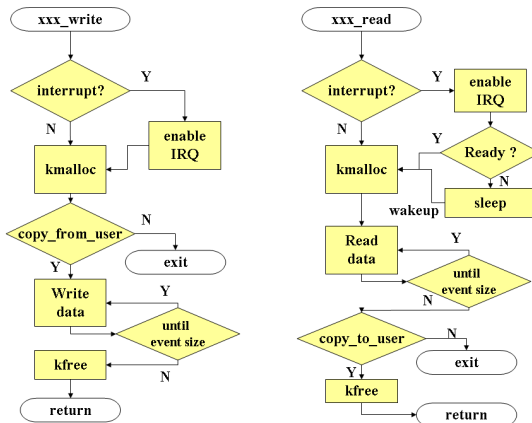 xxx_write
interrupt?
Y
N
enable
IRQ
kmalloc
copy_from_user
N
exit
Y
Write
data
Y
until
event size
N
kfree
return
xxx_read
interrupt?
Y
enable
IRQ
N
Y
Ready ?
N
kmalloc
sleep
wakeup
Read
data
Y
until
event size
N
copy_to_user
N
exit
Y
kfree
return